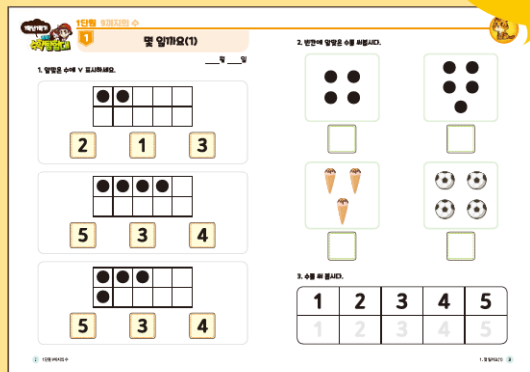 1단원 9까지의 수
1
몇 일까요(1)
월 일
1. 알맞은 수에 V 표시하세요.
2 1 3
5 3 4
5 3 4
1단원 9까지의 수
2. 빈칸에 알맞은 수를 써봅시다.
3. 수를 써 봅시다.
1 2 3 4 5
1 2 3 4 5
1. 몇 일까요(1) 3